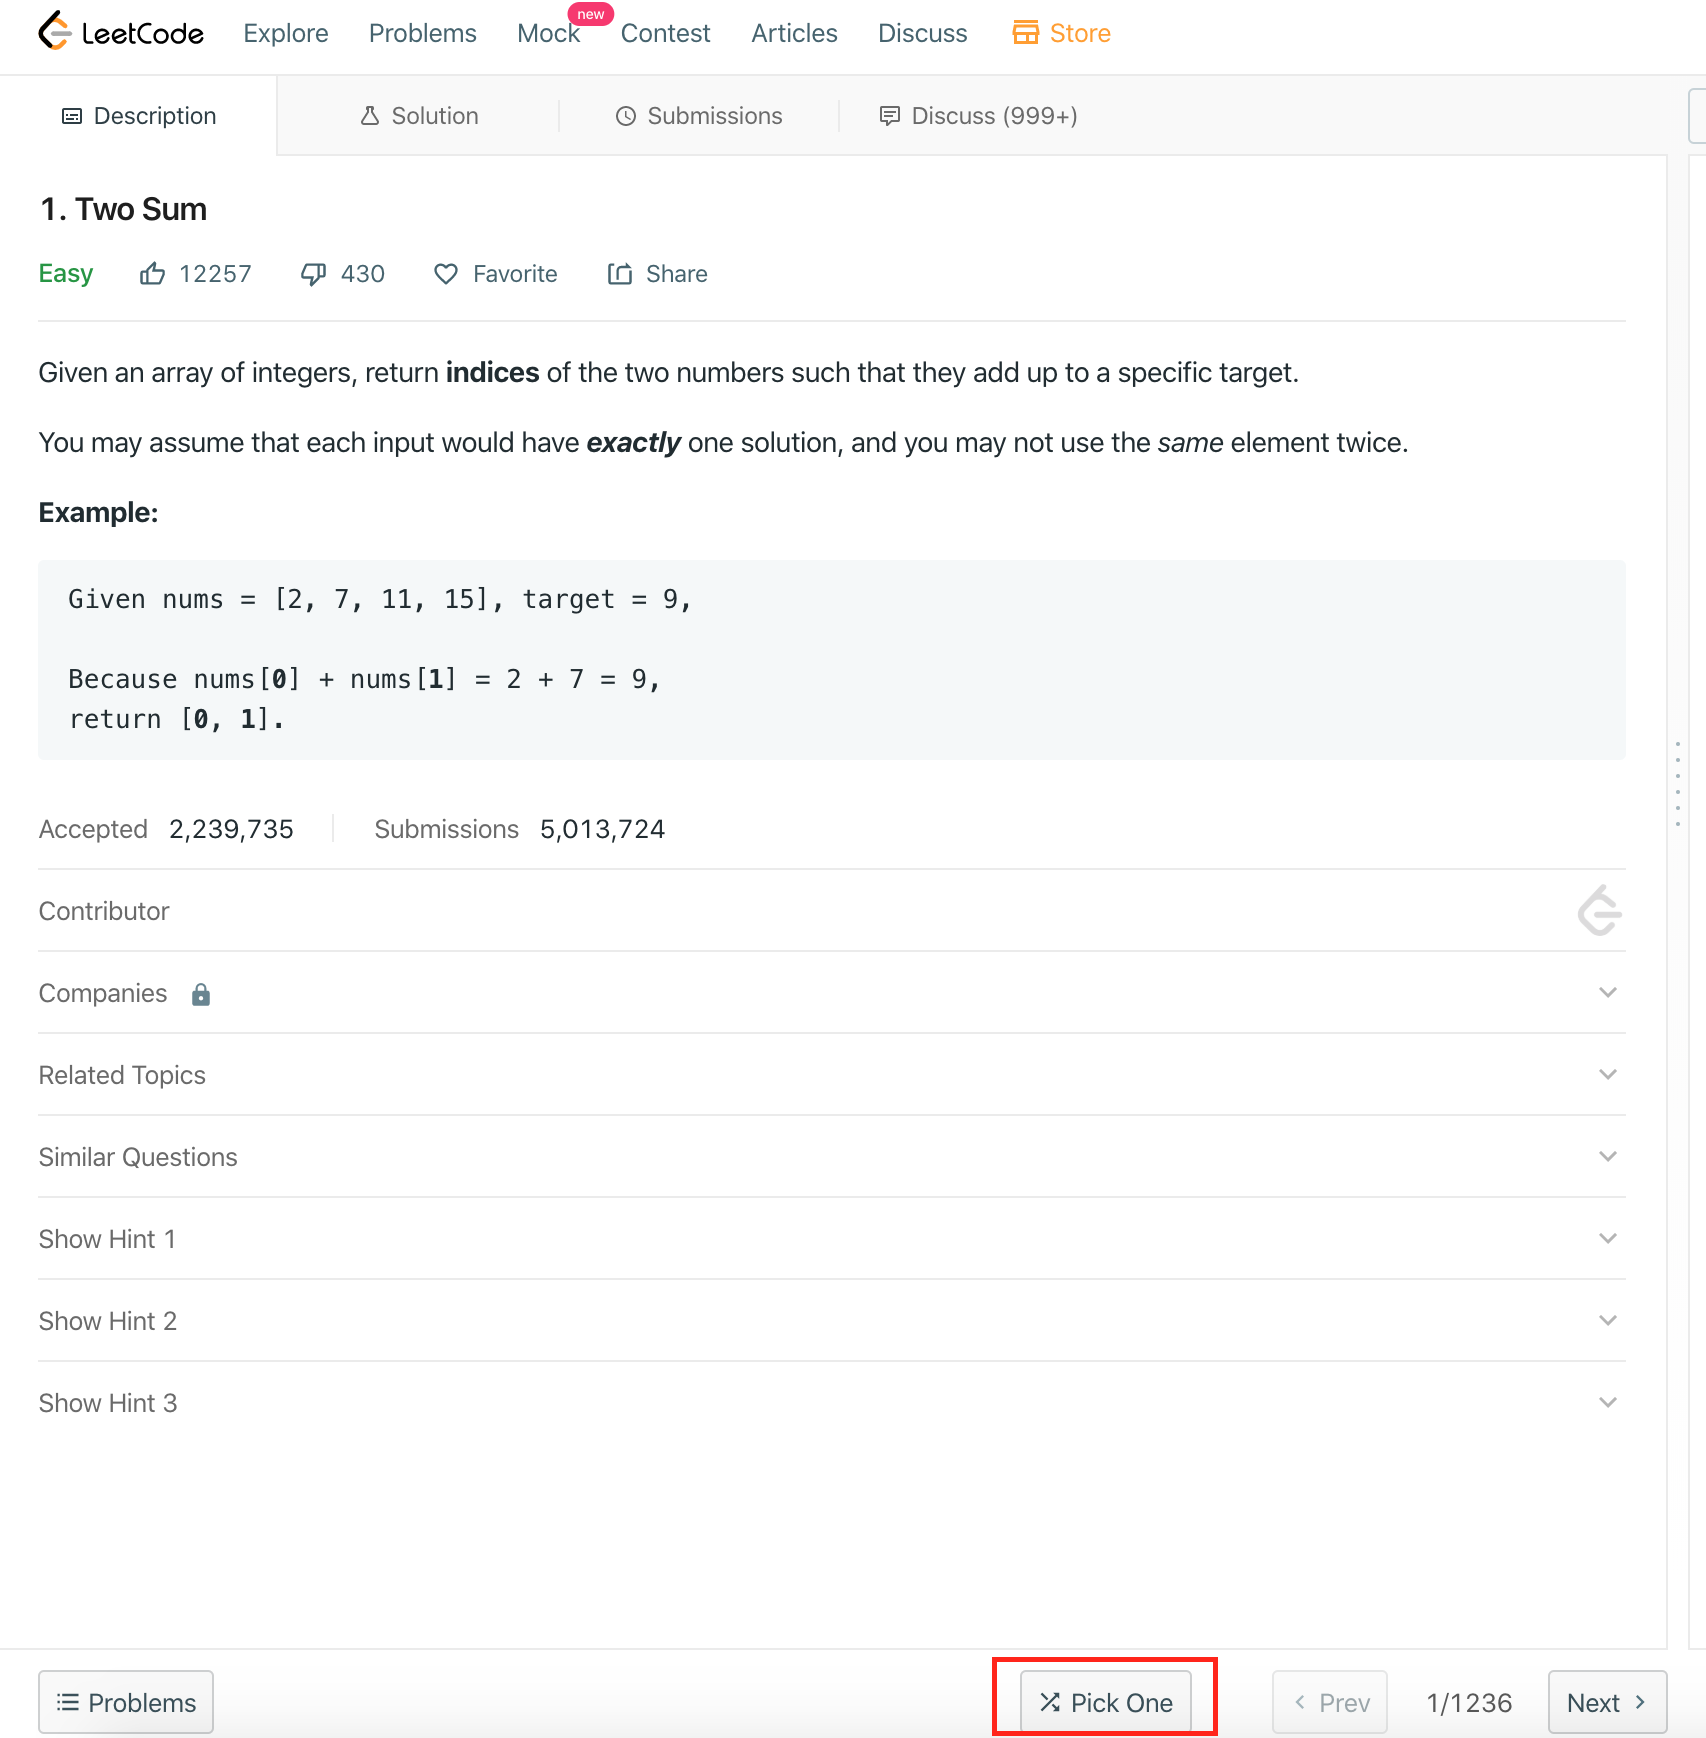 LeetCode Explore Problems Mock new Contest Articles Discuss Store
Description Solution Submissions Discuss (999+)
1. Two Sum
Easy 12257 430 Favorite Share
Given an array of integers, return indices of the two numbers such that they add up to a specific target.
You may assume that each input would have exactly one solution, and you may not use the same element twice.
Example:
Given nums = [2, 7, 11, 15], target = 9,
Because nums[0] + nums[1] = 2 + 7 = 9,
return [0, 1].
Accepted 2,239,735 Submissions 5,013,724
Contributor
Companies
Related Topics
Similar Questions
Show Hint 1
Show Hint 2
Show Hint 3
Problems Pick One Prev 1/1236 Next